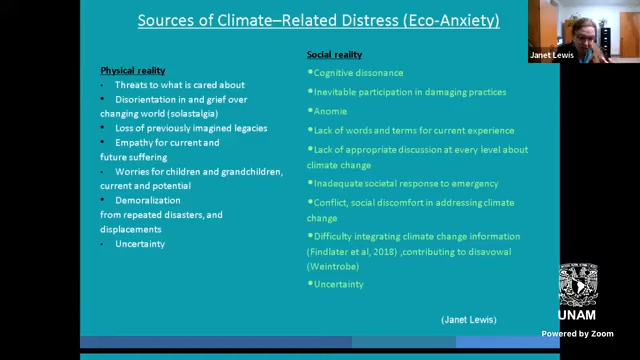 Sources of Climate–Related Distress (Eco-Anxiety)
Physical reality
• Threats to what is cared about
• Disorientation in and grief over
changing world (solastalgia)
• Loss of previously imagined legacies
• Empathy for current and
future suffering
• Worries for children and grandchildren,
current and potential
• Demoralization
from repeated disasters, and
displacements
• Uncertainty
Social reality
•Cognitive dissonance
•Inevitable participation in damaging practices
•Anomie
•Lack of words and terms for current experience
•Lack of appropriate discussion at every level about
climate change
•Inadequate societal response to emergency
•Conflict, social discomfort in addressing climate
change
•Difficulty integrating climate change information
(Findlater et al, 2018) ,contributing to disavowal
(Weintrobe)
•Uncertainty
(Janet Lewis)
Janet Lewis
UNAM
Powered by Zoom